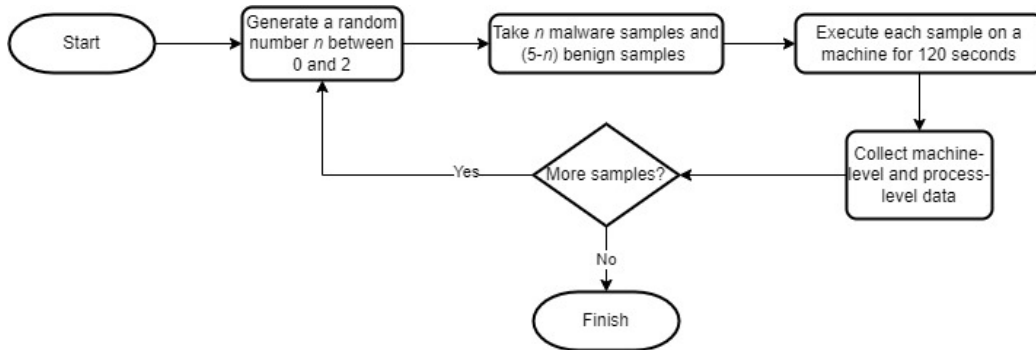 Start
Generate a random
number n between
0 and 2
Take n malware samples and
(5-n) benign samples
Execute each sample on a
machine for 120 seconds
Collect machine-
level and process-
level data
More samples?
Yes
No
Finish